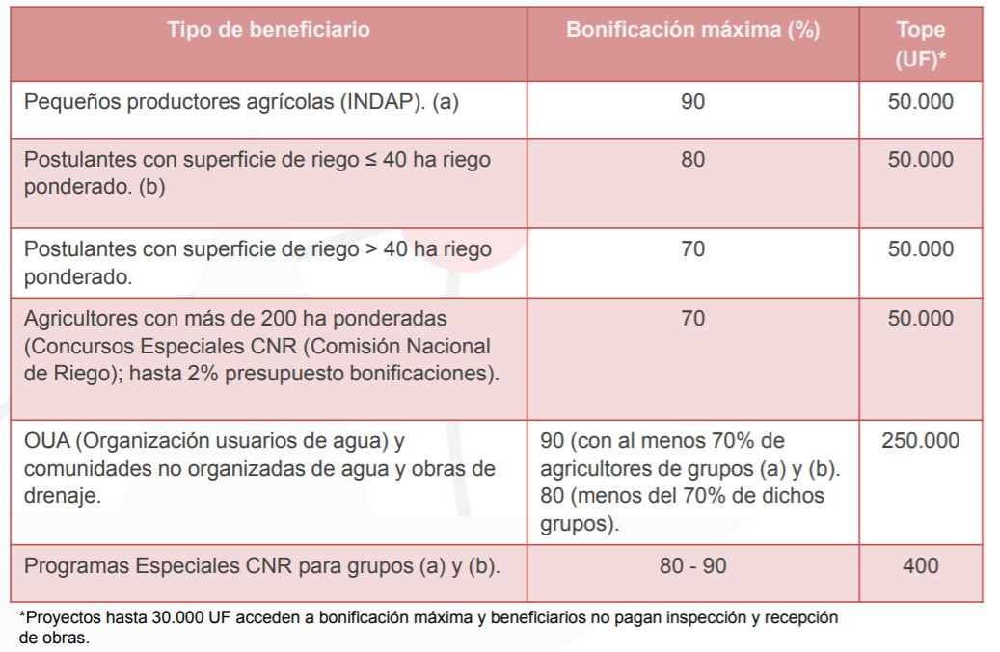 Tipo de beneficiario
Bonificación máxima (%)
Tope
(UF)*
Pequeños productores agrícolas (INDAP). (a)
90
50.000
Postulantes con superficie de riego ≤ 40 ha riego
ponderado. (b)
80
50.000
Postulantes con superficie de riego > 40 ha riego
ponderado.
70
50.000
Agricultores con más de 200 ha ponderadas
(Concursos Especiales CNR (Comisión Nacional
de Riego); hasta 2% presupuesto bonificaciones).
70
50.000
OUA (Organización usuarios de agua) y
comunidades no organizadas de agua y obras de
drenaje.
90 (con al menos 70% de
agricultores de grupos (a) y (b).
80 (menos del 70% de dichos
grupos).
250.000
Programas Especiales CNR para grupos (a) y (b).
80 - 90
400
*Proyectos hasta 30.000 UF acceden a bonificación máxima y beneficiarios no pagan inspección y recepción
de obras.